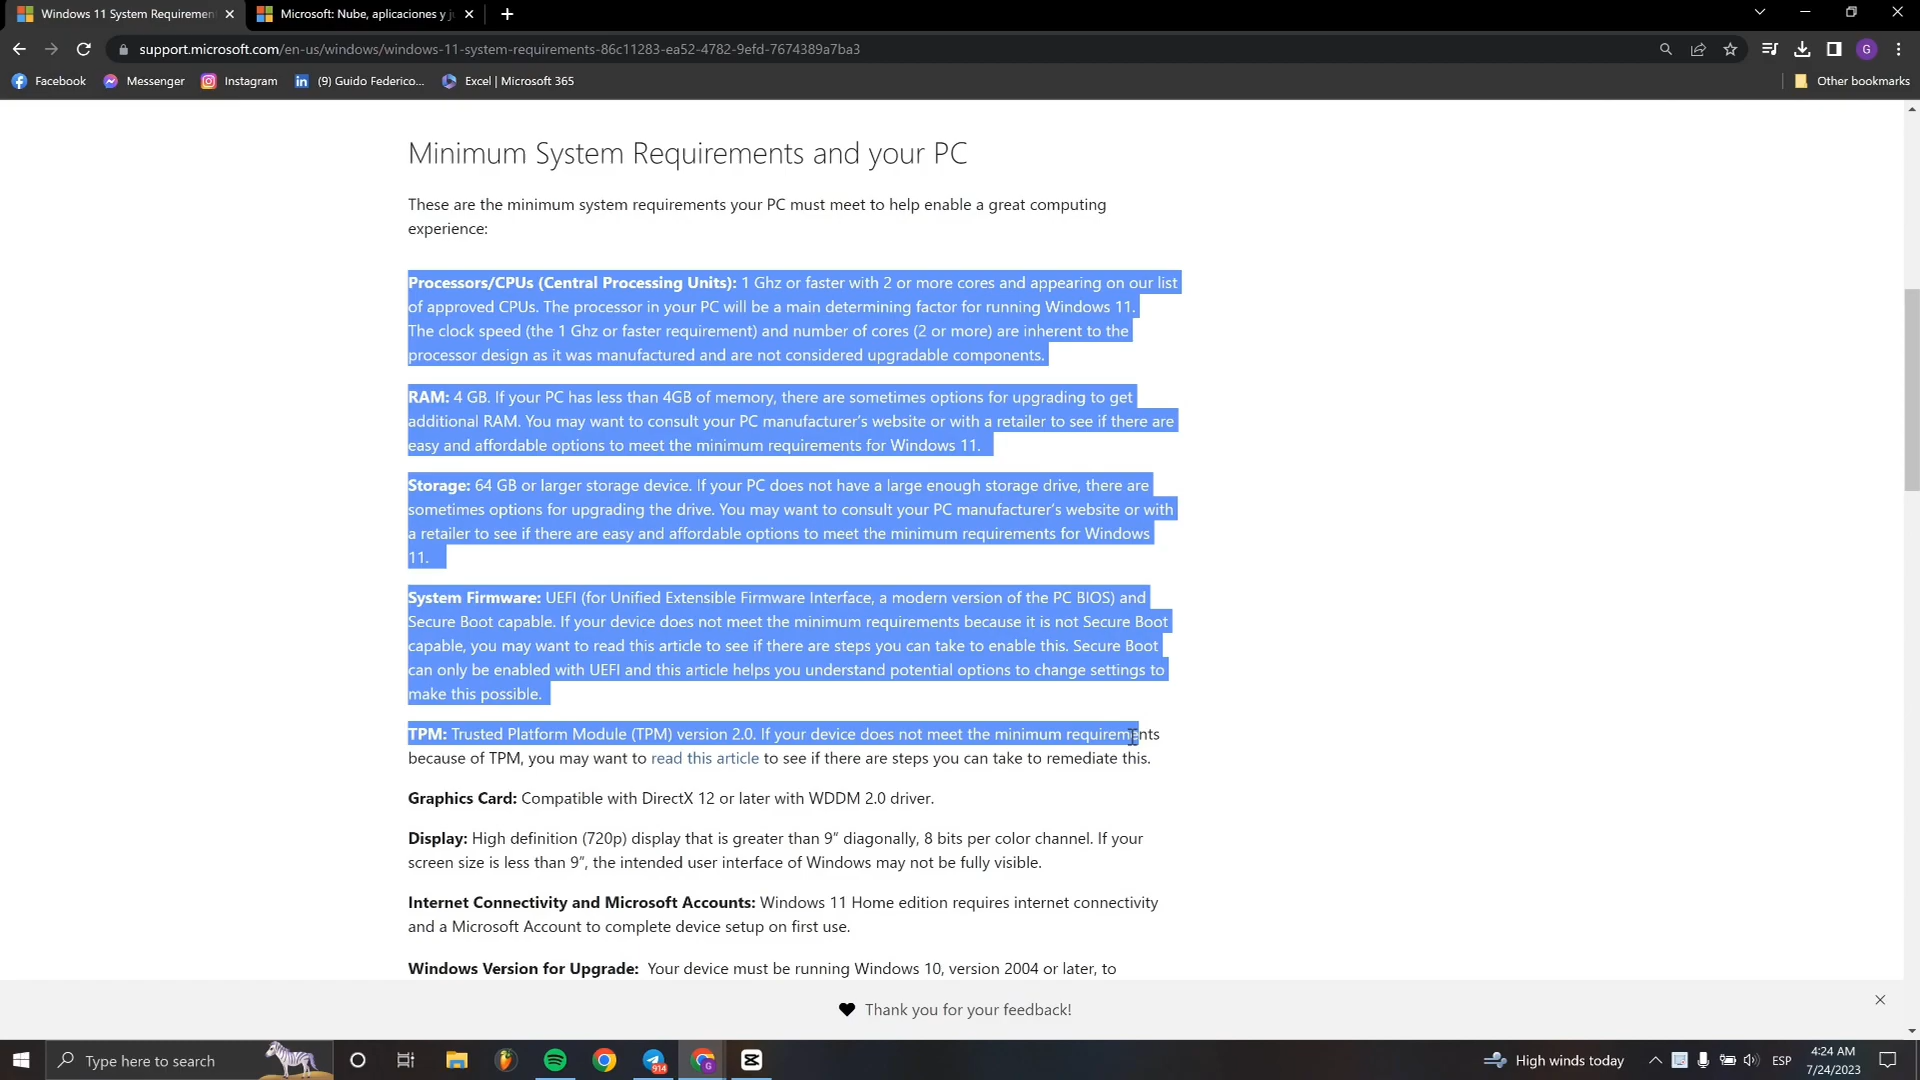 Windows 11 System Requirement
Microsoft: Nube, aplicaciones y j
support.microsoft.com/en-us/windows/windows-11-system-requirements-86c11283-ea52-4782-9efd-7674389a7ba3
G
Facebook
Messenger
Instagram
(9) Guido Federico...
Excel | Microsoft 365
Other bookmarks
Minimum System Requirements and your PC
These are the minimum system requirements your PC must meet to help enable a great computing
experience:
Processors/CPUs (Central Processing Units): 1 Ghz or faster with 2 or more cores and appearing on our list
of approved CPUs. The processor in your PC will be a main determining factor for running Windows 11.
The clock speed (the 1 Ghz or faster requirement) and number of cores (2 or more) are inherent to the
processor design as it was manufactured and are not considered upgradable components.
RAM: 4 GB. If your PC has less than 4GB of memory, there are sometimes options for upgrading to get
additional RAM. You may want to consult your PC manufacturer’s website or with a retailer to see if there are
easy and affordable options to meet the minimum requirements for Windows 11.
Storage: 64 GB or larger storage device. If your PC does not have a large enough storage drive, there are
sometimes options for upgrading the drive. You may want to consult your PC manufacturer’s website or with
a retailer to see if there are easy and affordable options to meet the minimum requirements for Windows
11.
System Firmware: UEFI (for Unified Extensible Firmware Interface, a modern version of the PC BIOS) and
Secure Boot capable. If your device does not meet the minimum requirements because it is not Secure Boot
capable, you may want to read this article to see if there are steps you can take to enable this. Secure Boot
can only be enabled with UEFI and this article helps you understand potential options to change settings to
make this possible.
TPM: Trusted Platform Module (TPM) version 2.0. If your device does not meet the minimum requirements
because of TPM, you may want to read this article to see if there are steps you can take to remediate this.
Graphics Card: Compatible with DirectX 12 or later with WDDM 2.0 driver.
Display: High definition (720p) display that is greater than 9” diagonally, 8 bits per color channel. If your
screen size is less than 9”, the intended user interface of Windows may not be fully visible.
Internet Connectivity and Microsoft Accounts: Windows 11 Home edition requires internet connectivity
and a Microsoft Account to complete device setup on first use.
Windows Version for Upgrade: Your device must be running Windows 10, version 2004 or later, to
Thank you for your feedback!
Type here to search
914
G
High winds today
ESP
4:24 AM
7/24/2023